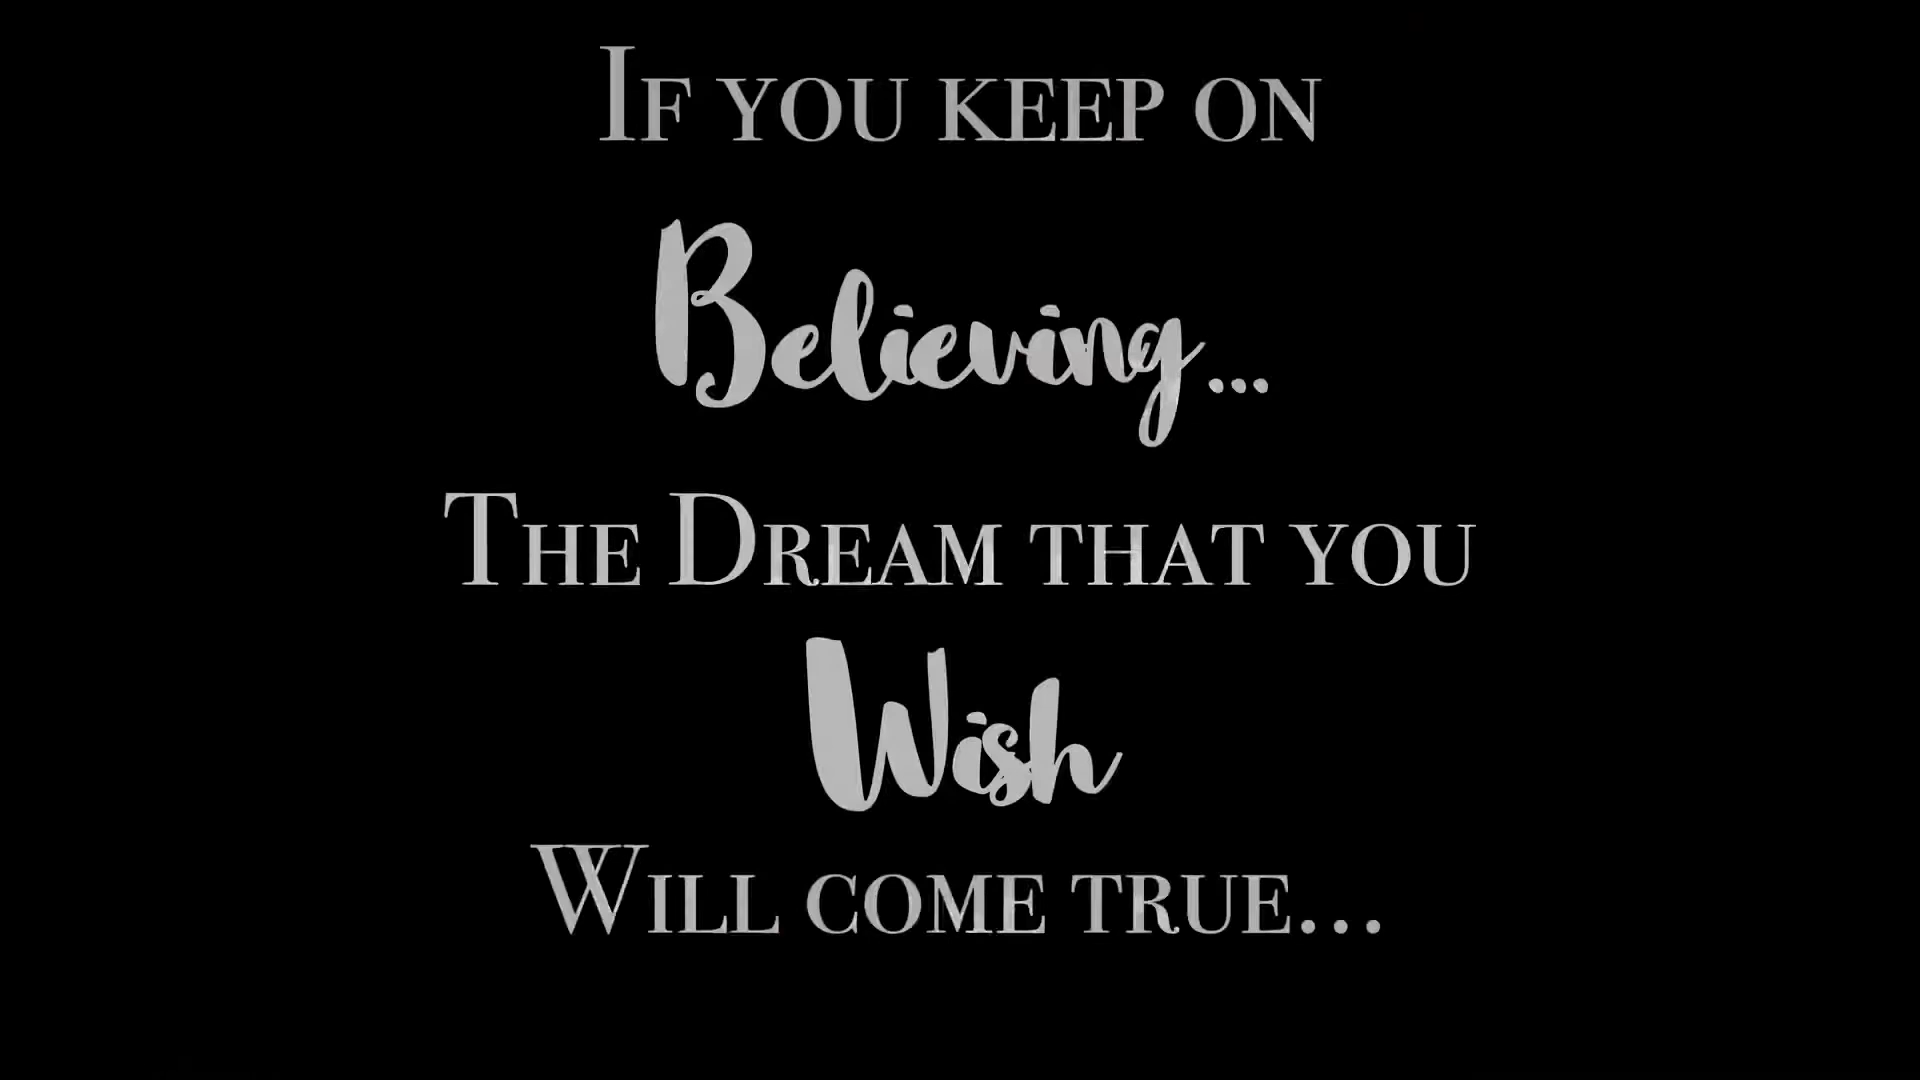 If you keep on
Believing...
The Dream that you
Wish
Will come true...